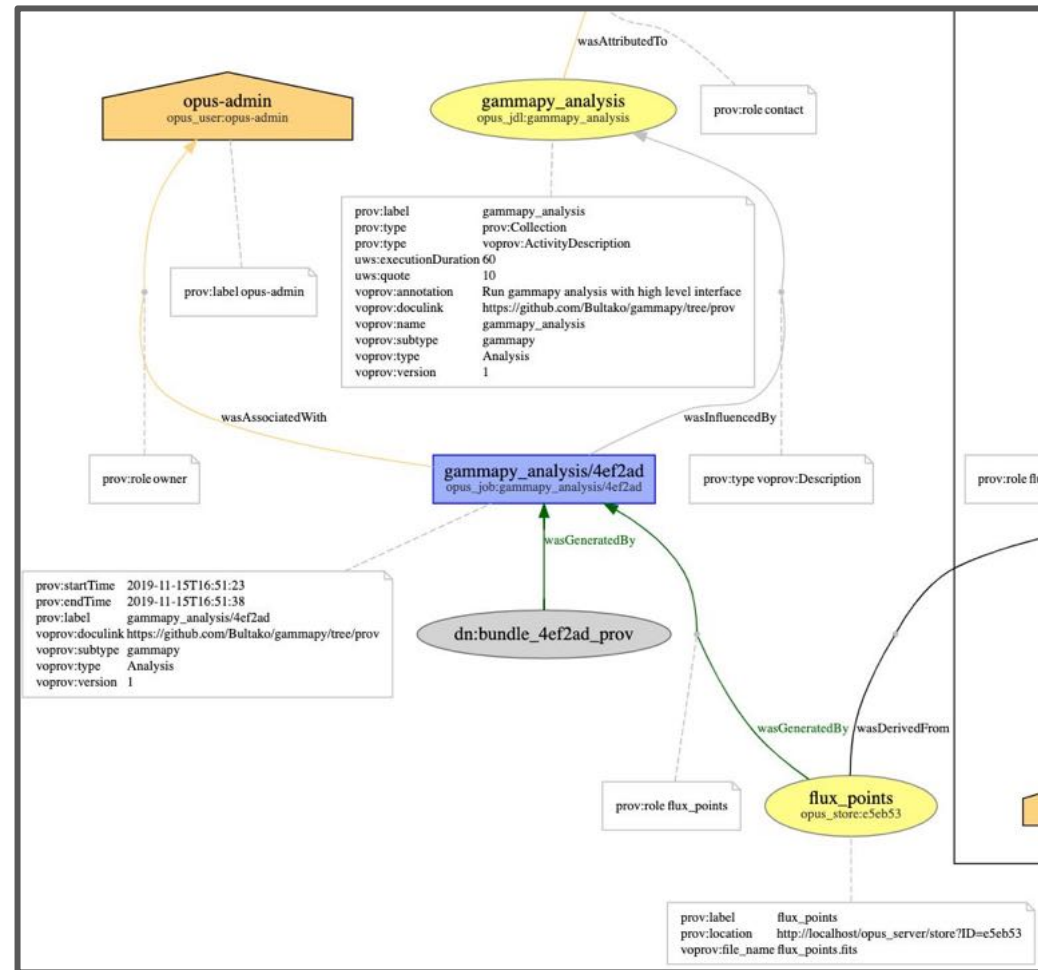 wasAttributedTo
opus-admin
opus_user:opus-admin
gammapy_analysis
opus_jdl:gammapy_analysis
prov:role contact
prov:label gammapy_analysis
prov:type prov:Collection
prov:type voprov:ActivityDescription
uws:executionDuration 60
uws:quote 10
voprov:annotation Run gammapy analysis with high level interface
voprov:doculink https://github.com/Bultako/gammapy/tree/prov
voprov:name gammapy_analysis
voprov:subtype gammapy
voprov:type Analysis
voprov:version 1
prov:label opus-admin
wasAssociatedWith
wasInfluencedBy
prov:role owner
gammapy_analysis/4ef2ad
opus_job:gammapy_analysis/4ef2ad
prov:type voprov:Description
prov:role fl
wasGeneratedBy
prov:startTime 2019-11-15T16:51:23
prov:endTime 2019-11-15T16:51:38
prov:label gammapy_analysis/4ef2ad
voprov:doculink https://github.com/Bultako/gammapy/tree/prov
voprov:subtype gammapy
voprov:type Analysis
voprov:version 1
dn:bundle_4ef2ad_prov
wasGeneratedBy
wasDerivedFrom
prov:role flux_points
flux_points
opus_store:e5eb53
prov:label flux_points
prov:location http://localhost/opus_server/store?ID=e5eb53
voprov:file_name flux_points.fits